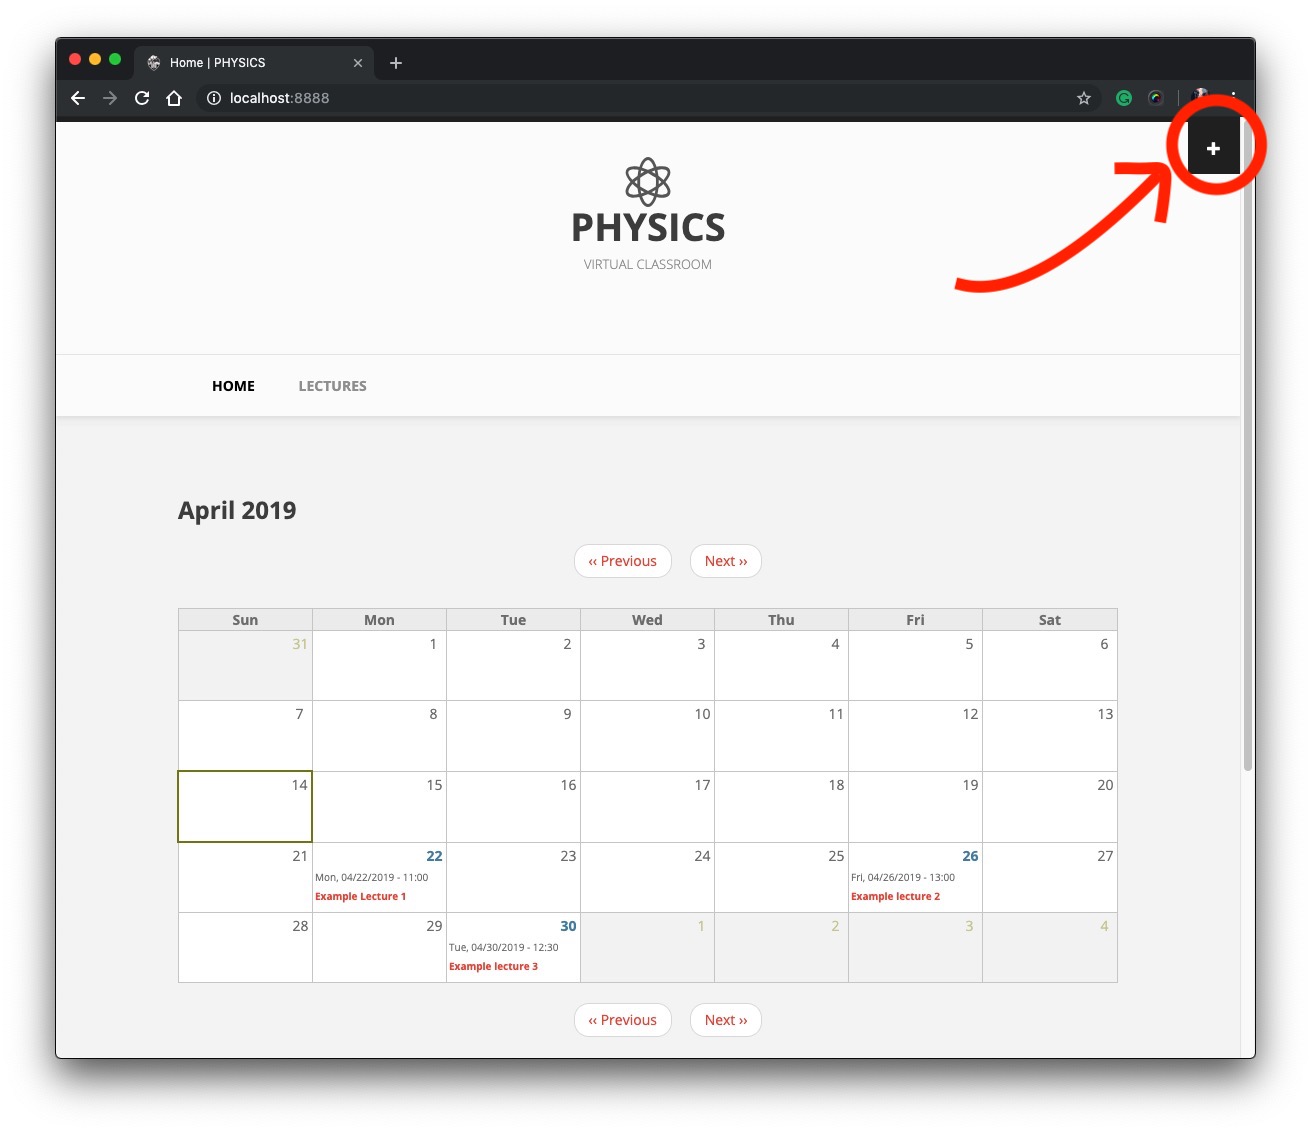 Home | PHYSICS
localhost:8888
PHYSICS
VIRTUAL CLASSROOM
HOME LECTURES
April 2019
‹‹ Previous Next ››
Sun Mon Tue Wed Thu Fri Sat
31 1 2 3 4 5 6
7 8 9 10 11 12 13
14 15 16 17 18 19 20
21 22 23 24 25 26 27
Mon, 04/22/2019 - 11:00 Fri, 04/26/2019 - 13:00
Example Lecture 1 Example lecture 2
28 29 30 1 2 3 4
Tue, 04/30/2019 - 12:30
Example lecture 3
‹‹ Previous Next ››